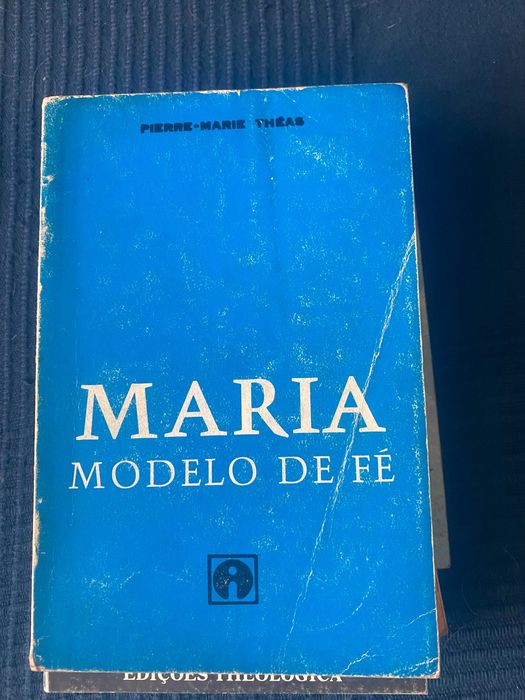 PIERRE-MARIE THÉAS
MARIA
MODELO DE FÉ
EDIÇÕES THEOLOGICA